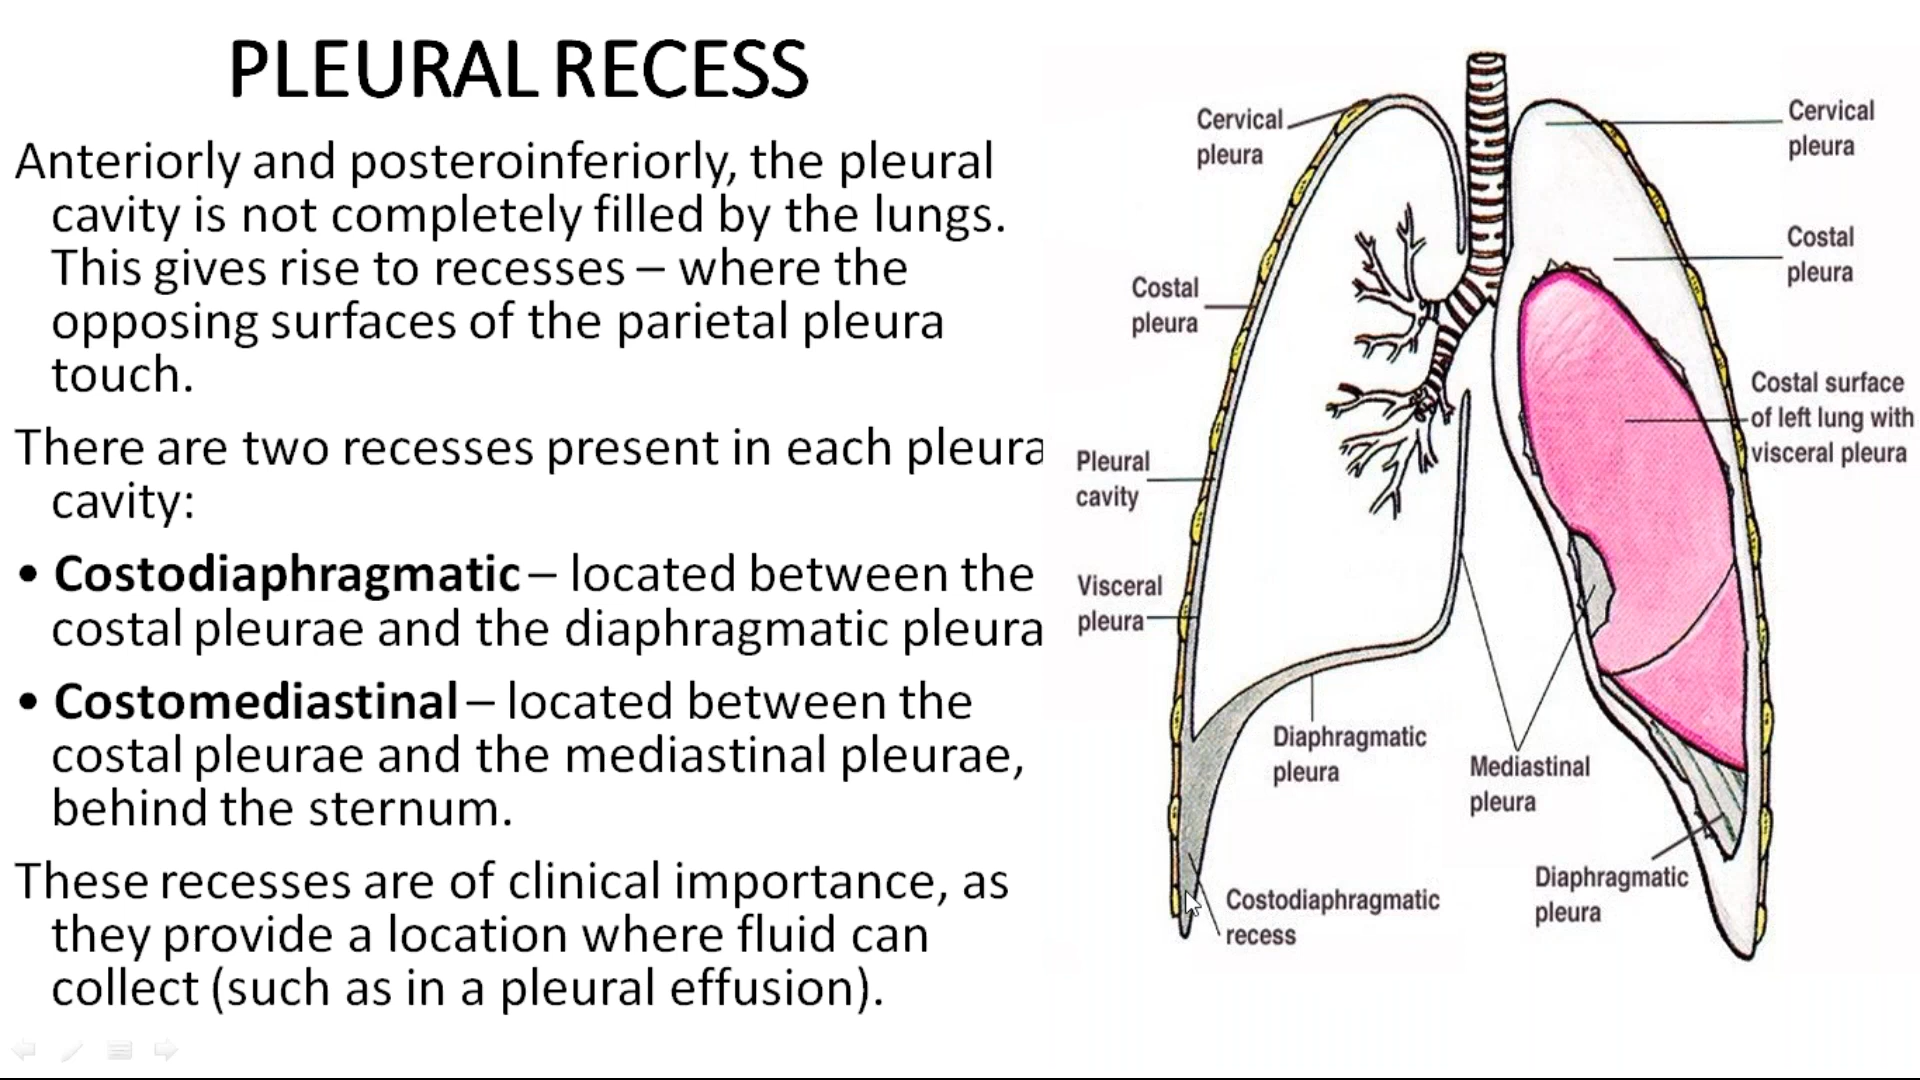 PLEURAL RECESS
Anteriorly and posteroinferiorly, the pleural
cavity is not completely filled by the lungs.
This gives rise to recesses – where the
opposing surfaces of the parietal pleura
touch.
There are two recesses present in each pleura
cavity:
• Costodiaphragmatic – located between the
costal pleurae and the diaphragmatic pleura
• Costomediastinal – located between the
costal pleurae and the mediastinal pleurae,
behind the sternum.
These recesses are of clinical importance, as
they provide a location where fluid can
collect (such as in a pleural effusion).
Cervical
pleura
Costal
pleura
Pleural
cavity
Visceral
pleura
Diaphragmatic
pleura
Costodiaphragmatic
recess
Mediastinal
pleura
Cervical
pleura
Costal
pleura
Costal surface
of left lung with
visceral pleura
Diaphragmatic
pleura